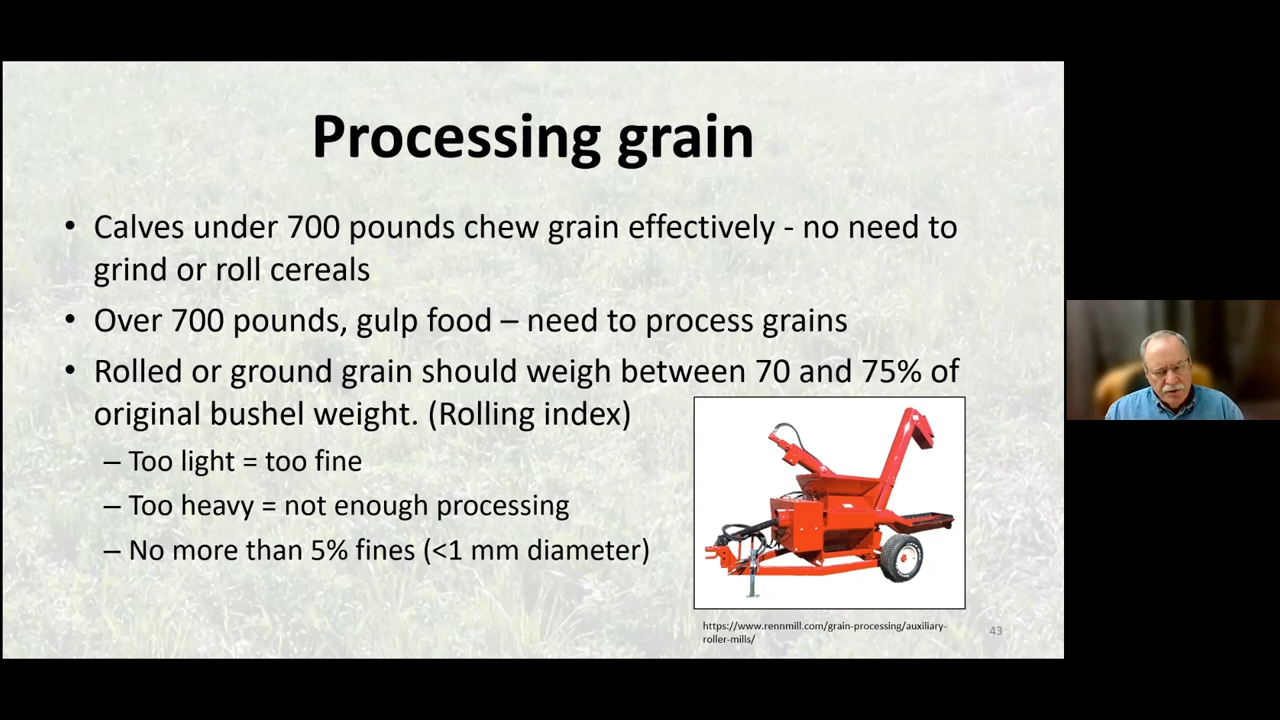 Processing grain
• Calves under 700 pounds chew grain effectively - no need to
grind or roll cereals
• Over 700 pounds, gulp food – need to process grains
• Rolled or ground grain should weigh between 70 and 75% of
original bushel weight. (Rolling index)
– Too light = too fine
– Too heavy = not enough processing
– No more than 5% fines (<1 mm diameter)
https://www.rennmill.com/grain-processing/auxiliary-
roller-mills/
43